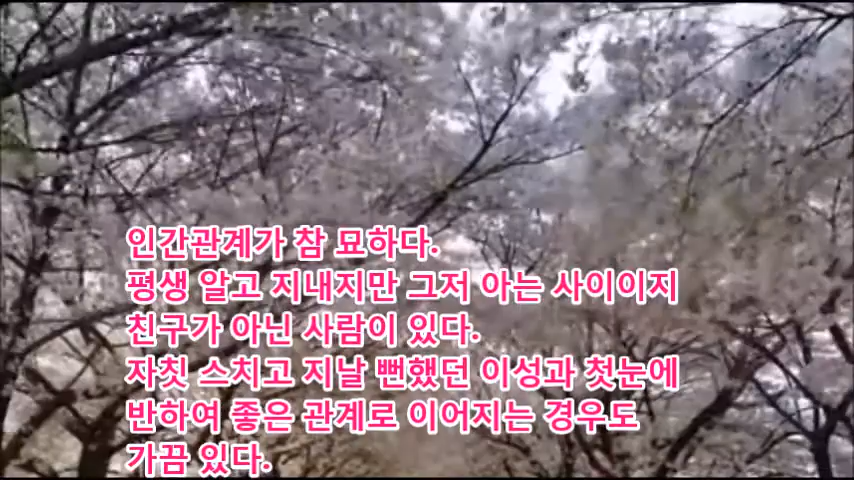 인간관계가 참 묘하다.
평생 알고 지내지만 그저 아는 사이이지
친구가 아닌 사람이 있다.
자칫 스치고 지날 뻔했던 이성과 첫눈에
반하여 좋은 관계로 이어지는 경우도
가끔 있다.